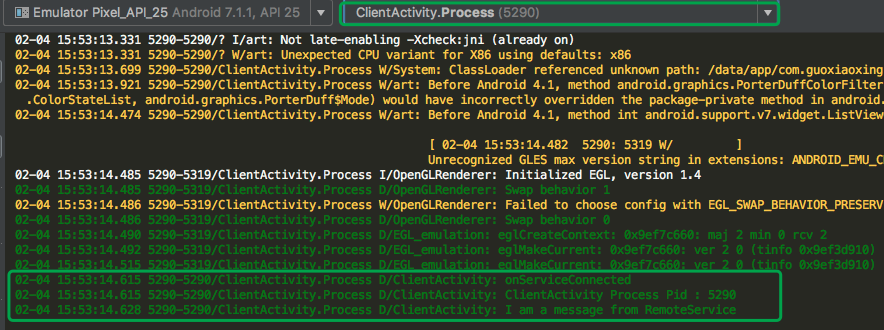 Emulator Pixel_API_25 Android 7.1.1, API 25
ClientActivity.Process (5290)
02-04 15:53:13.331 5290-5290/? I/art: Not late-enabling -Xcheck:jni (already on)
02-04 15:53:13.331 5290-5290/? W/art: Unexpected CPU variant for X86 using defaults: x86
02-04 15:53:13.699 5290-5290/ClientActivity.Process W/System: ClassLoader referenced unknown path: /data/app/com.guoxiaoxing
02-04 15:53:13.921 5290-5290/ClientActivity.Process W/art: Before Android 4.1, method android.graphics.PorterDuffColorFilter
.ColorStateList, android.graphics.PorterDuff$Mode) would have incorrectly overridden the package-private method in android.
02-04 15:53:14.474 5290-5290/ClientActivity.Process W/art: Before Android 4.1, method int android.support.v7.widget.ListView
[ 02-04 15:53:14.482  5290: 5319 W/         ]
Unrecognized GLES max version string in extensions: ANDROID_EMU_C
02-04 15:53:14.485 5290-5319/ClientActivity.Process I/OpenGLRenderer: Initialized EGL, version 1.4
02-04 15:53:14.485 5290-5319/ClientActivity.Process D/OpenGLRenderer: Swap behavior 1
02-04 15:53:14.486 5290-5319/ClientActivity.Process W/OpenGLRenderer: Failed to choose config with EGL_SWAP_BEHAVIOR_PRESERV
02-04 15:53:14.486 5290-5319/ClientActivity.Process D/OpenGLRenderer: Swap behavior 0
02-04 15:53:14.490 5290-5319/ClientActivity.Process D/EGL_emulation: eglCreateContext: 0x9ef7c660: maj 2 min 0 rcv 2
02-04 15:53:14.492 5290-5319/ClientActivity.Process D/EGL_emulation: eglMakeCurrent: 0x9ef7c660: ver 2 0 (tinfo 0x9ef3d910)
02-04 15:53:14.515 5290-5319/ClientActivity.Process D/EGL_emulation: eglMakeCurrent: 0x9ef7c660: ver 2 0 (tinfo 0x9ef3d910)
02-04 15:53:14.615 5290-5290/ClientActivity.Process D/ClientActivity: onServiceConnected
02-04 15:53:14.615 5290-5290/ClientActivity.Process D/ClientActivity: ClientActivity Process Pid : 5290
02-04 15:53:14.628 5290-5290/ClientActivity.Process D/ClientActivity: I am a message from RemoteService